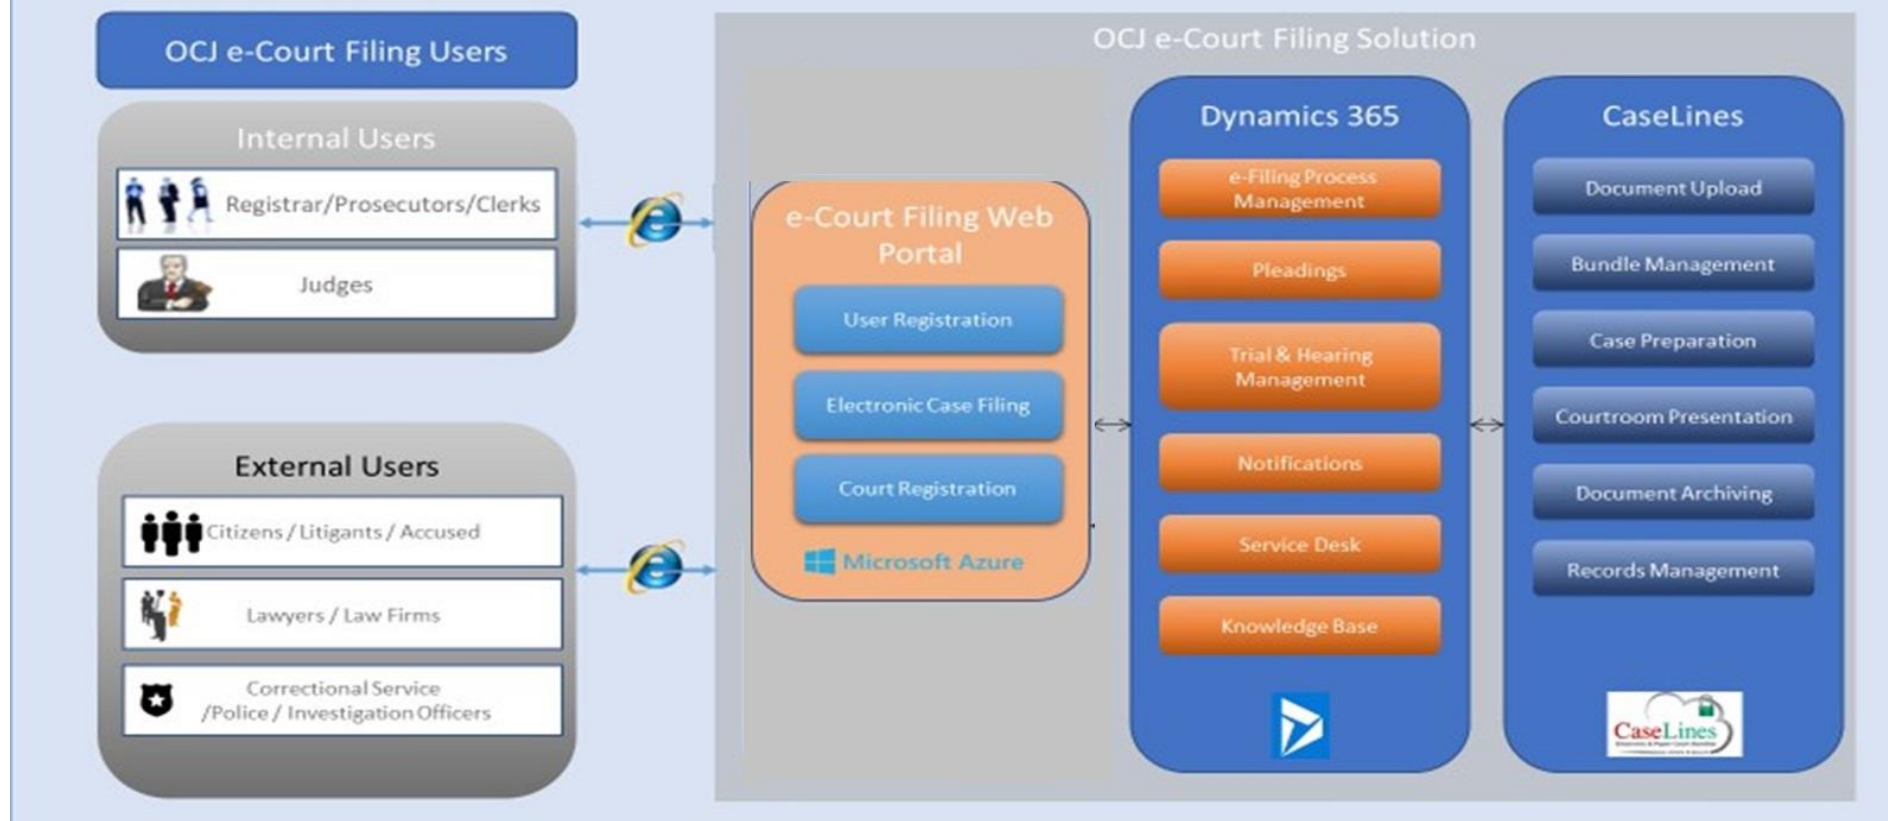 OCJ e-Court Filing Users
Internal Users
Registrar/Prosecutors/Clerks
Judges
External Users
Citizens / Litigants / Accused
Lawyers / Law Firms
Correctional Service
/Police / Investigation Officers
OCJ e-Court Filing Solution
e-Court Filing Web
Portal
User Registration
Electronic Case Filing
Court Registration
Microsoft Azure
Dynamics 365
e-Filing Process
Management
Pleadings
Trial & Hearing
Management
Notifications
Service Desk
Knowledge Base
CaseLines
Document Upload
Bundle Management
Case Preparation
Courtroom Presentation
Document Archiving
Records Management
CaseLines